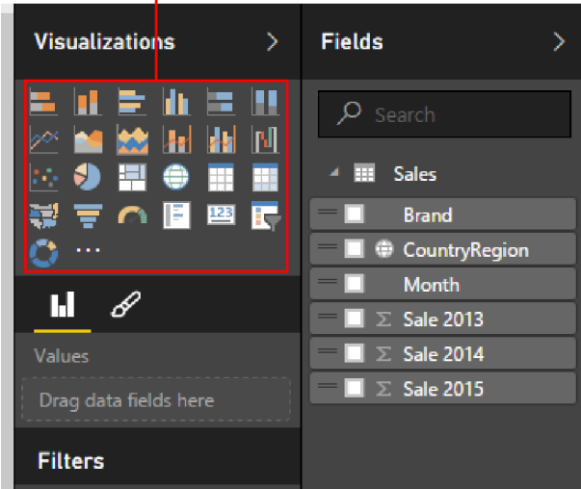 Visualizations
Values
Drag data fields here
Filters
Fields
Search
Sales
Brand
CountryRegion
Month
Σ Sale 2013
Σ Sale 2014
Σ Sale 2015
123